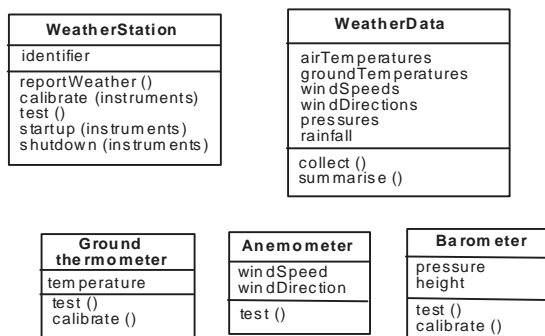 WeatherStation
identifier
reportWeather ()
calibrate (instruments)
test ()
startup (instruments)
shutdown (instruments)
WeatherData
airTemperatures
groundTemperatures
windSpeeds
windDirections
pressures
rainfall
collect ()
summarise ()
Ground
thermometer
temperature
test ()
calibrate ()
Anemometer
windSpeed
windDirection
test ()
Barometer
pressure
height
test ()
calibrate ()